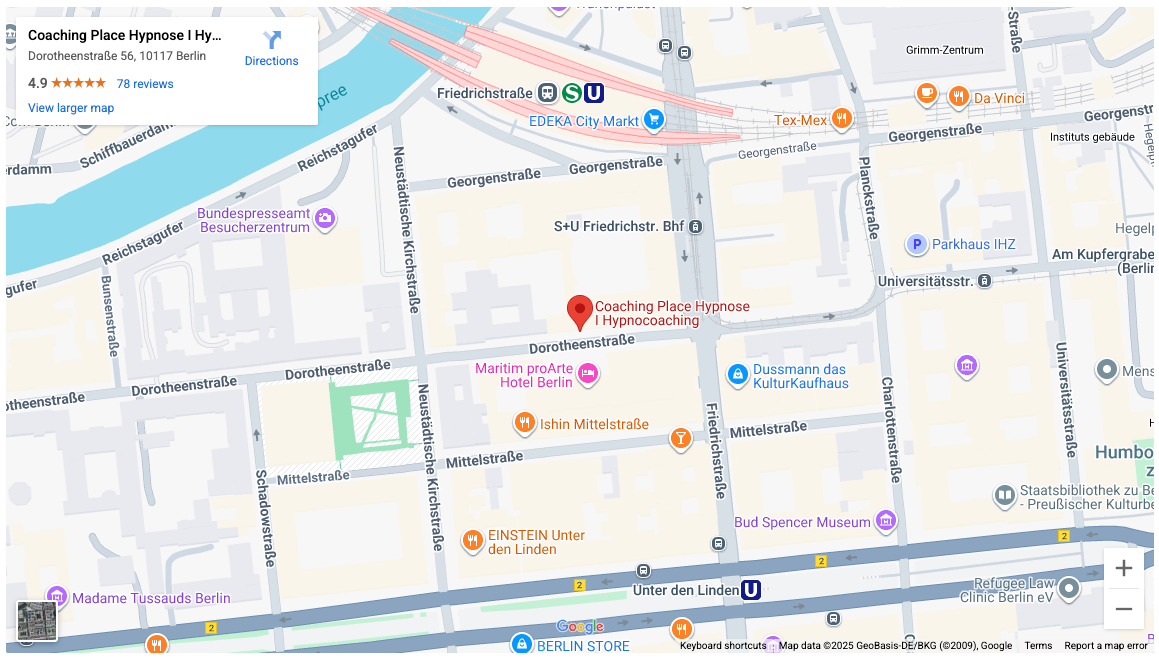 Coaching Place Hypnose I Hy...
Dorotheenstraße 56, 10117 Berlin
Directions
4.9
78 reviews
View larger map
Grimm-Zentrum
Friedrichstraße
S
U
EDEKA City Markt
Tex-Mex
Da Vinci
Georgenstraße
Instituts gebäude
Schiffbauerdamm
Reichstagufer
Georgenstraße
Georgenstraße
Georgenstraße
Planckstraße
Neustädtische Kirchstraße
Bundespresseamt
Besucherzentrum
Reichstagufer
S+U Friedrichstr. Bhf
P
Parkhaus IHZ
Am Kupfergrabe
(Berlin
Universitätsstr.
Bunsenstraße
Coaching Place Hypnose
I Hypnocoaching
Dorotheenstraße
Dorotheenstraße
Dorotheenstraße
Maritim proArte
Hotel Berlin
Dussmann das
KulturKaufhaus
Universitätsstraße
Charlottenstraße
Neustädtische Kirchstraße
Friedrichstraße
Ishin Mittelstraße
Mittelstraße
Mittelstraße
Mittelstraße
Schadowstraße
Humbo
Staatsbibliothek zu Be
- Preußischer Kulturbe
Bud Spencer Museum
EINSTEIN Unter
den Linden
2
2
2
Unter den Linden
U
Refugee Law
Clinic Berlin eV
Madame Tussauds Berlin
2
Google
BERLIN STORE
Keyboard shortcuts
Map data ©2025 GeoBasis-DE/BKG (©2009), Google
Terms
Report a map error